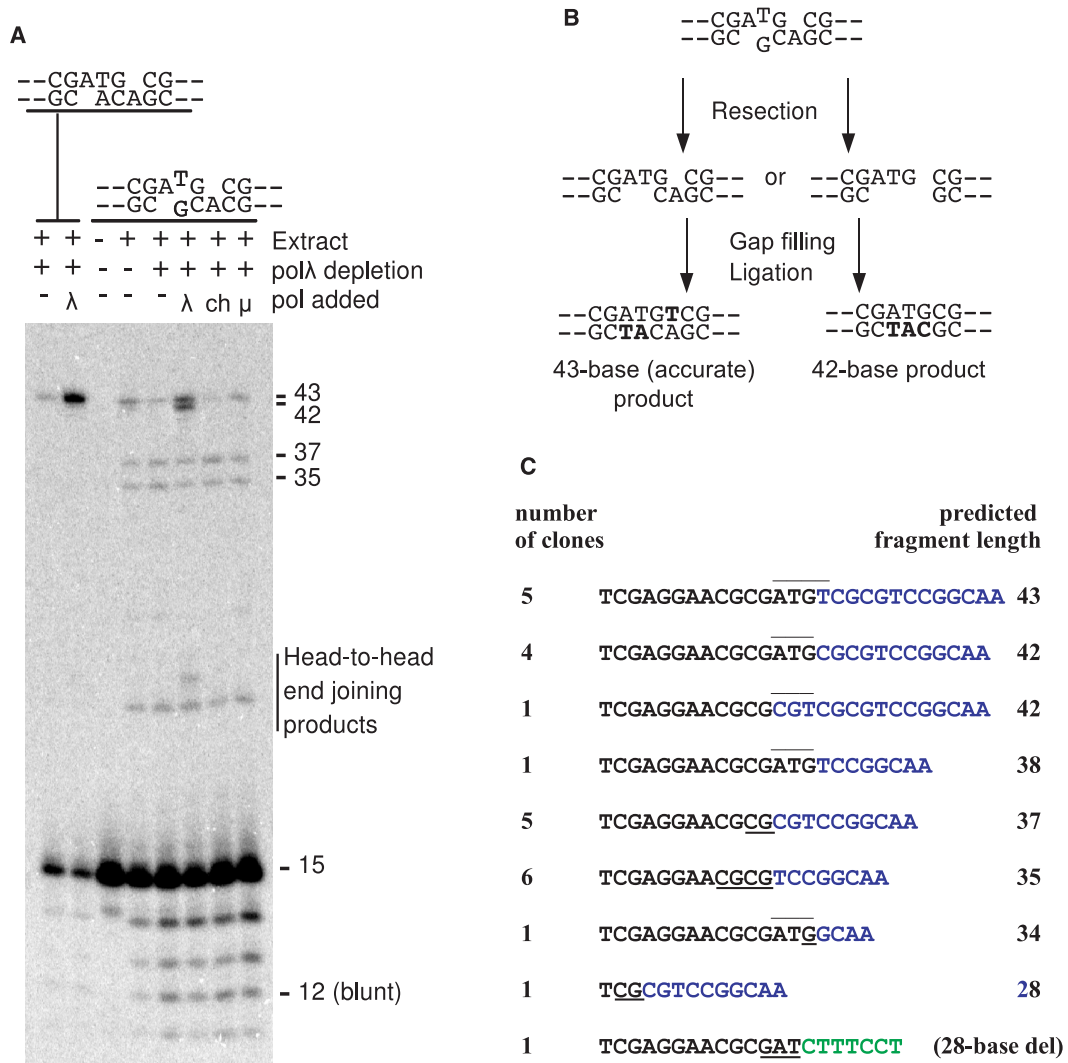 A
--CGATG CG--
--GC ACAGC--
--CGATG CG--
--GC GCACG--
+ + - + + + + + Extract
+ + - - + + + + polλ depletion
- λ - - - λ ch μ pol added
43
42
37
35
Head-to-head
end joining
products
15
12 (blunt)
B
--CGATG CG--
--GC GCAGC--
Resection
--CGATG CG-- or --CGATG CG--
--GC CAGC-- --GC GC--
Gap filling
Ligation
--CGATGTCG-- --CGATGCG--
--GCTACAGC-- --GCTACGC--
43-base (accurate) 42-base product
product
C
number predicted
of clones fragment length
5 TCGAGGAACGCGATGTCGCGTCCGGCAA 43
4 TCGAGGAACGCGATGCGCGTCCGGCAA 42
1 TCGAGGAACGCGCGTCGCGTCCGGCAA 42
1 TCGAGGAACGCGATGTCCGGCAA 38
5 TCGAGGAACGCGCGTCCGGCAA 37
6 TCGAGGAACGCGTCCGGCAA 35
1 TCGAGGAACGCGATGGCAA 34
1 TCGCGTCCGGCAA 28
1 TCGAGGAACGCGATCTTTCCT (28-base del)